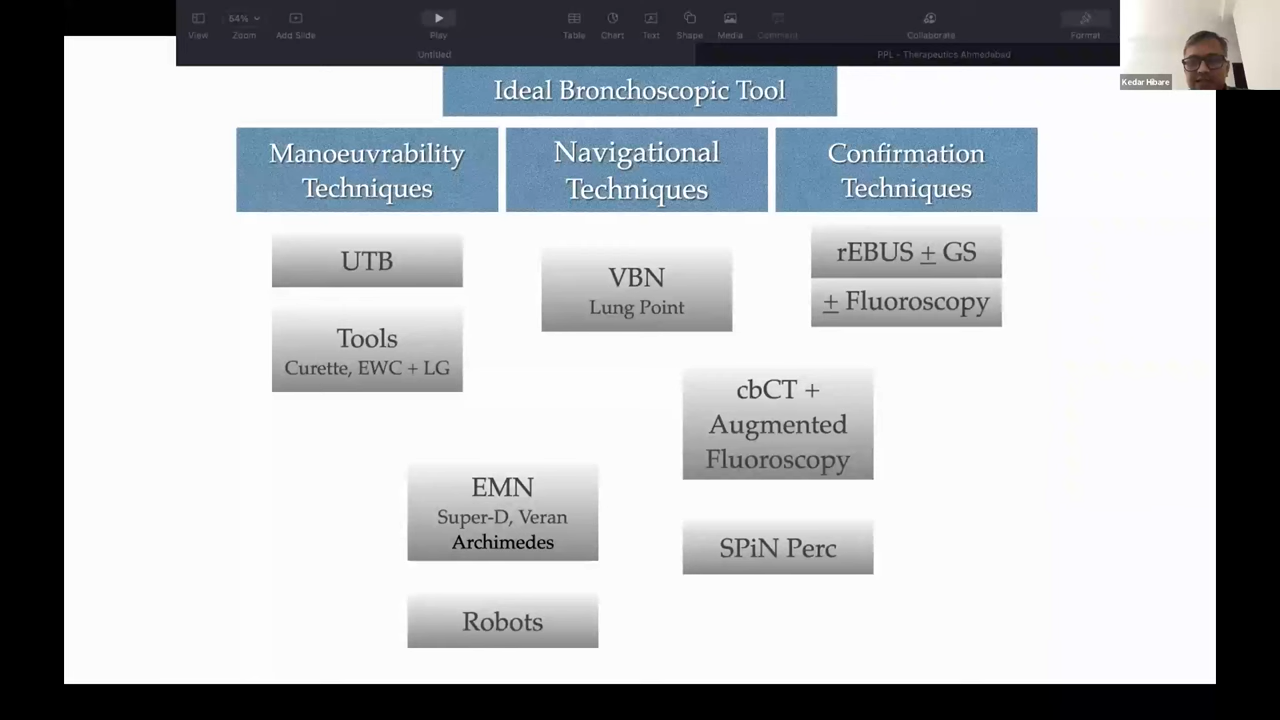 64%
View
Zoom
Add Slide
Play
Table
Chart
Text
Shape
Media
Comment
Collaborate
Format
Untitled
PPL - Therapeutics Ahmedabad
Kedar Hibare
Ideal Bronchoscopic Tool
Manoeuvrability
Techniques
Navigational
Techniques
Confirmation
Techniques
UTB
Tools
Curette, EWC + LG
VBN
Lung Point
rEBUS ± GS
± Fluoroscopy
cbCT +
Augmented
Fluoroscopy
EMN
Super-D, Veran
Archimedes
SPiN Perc
Robots